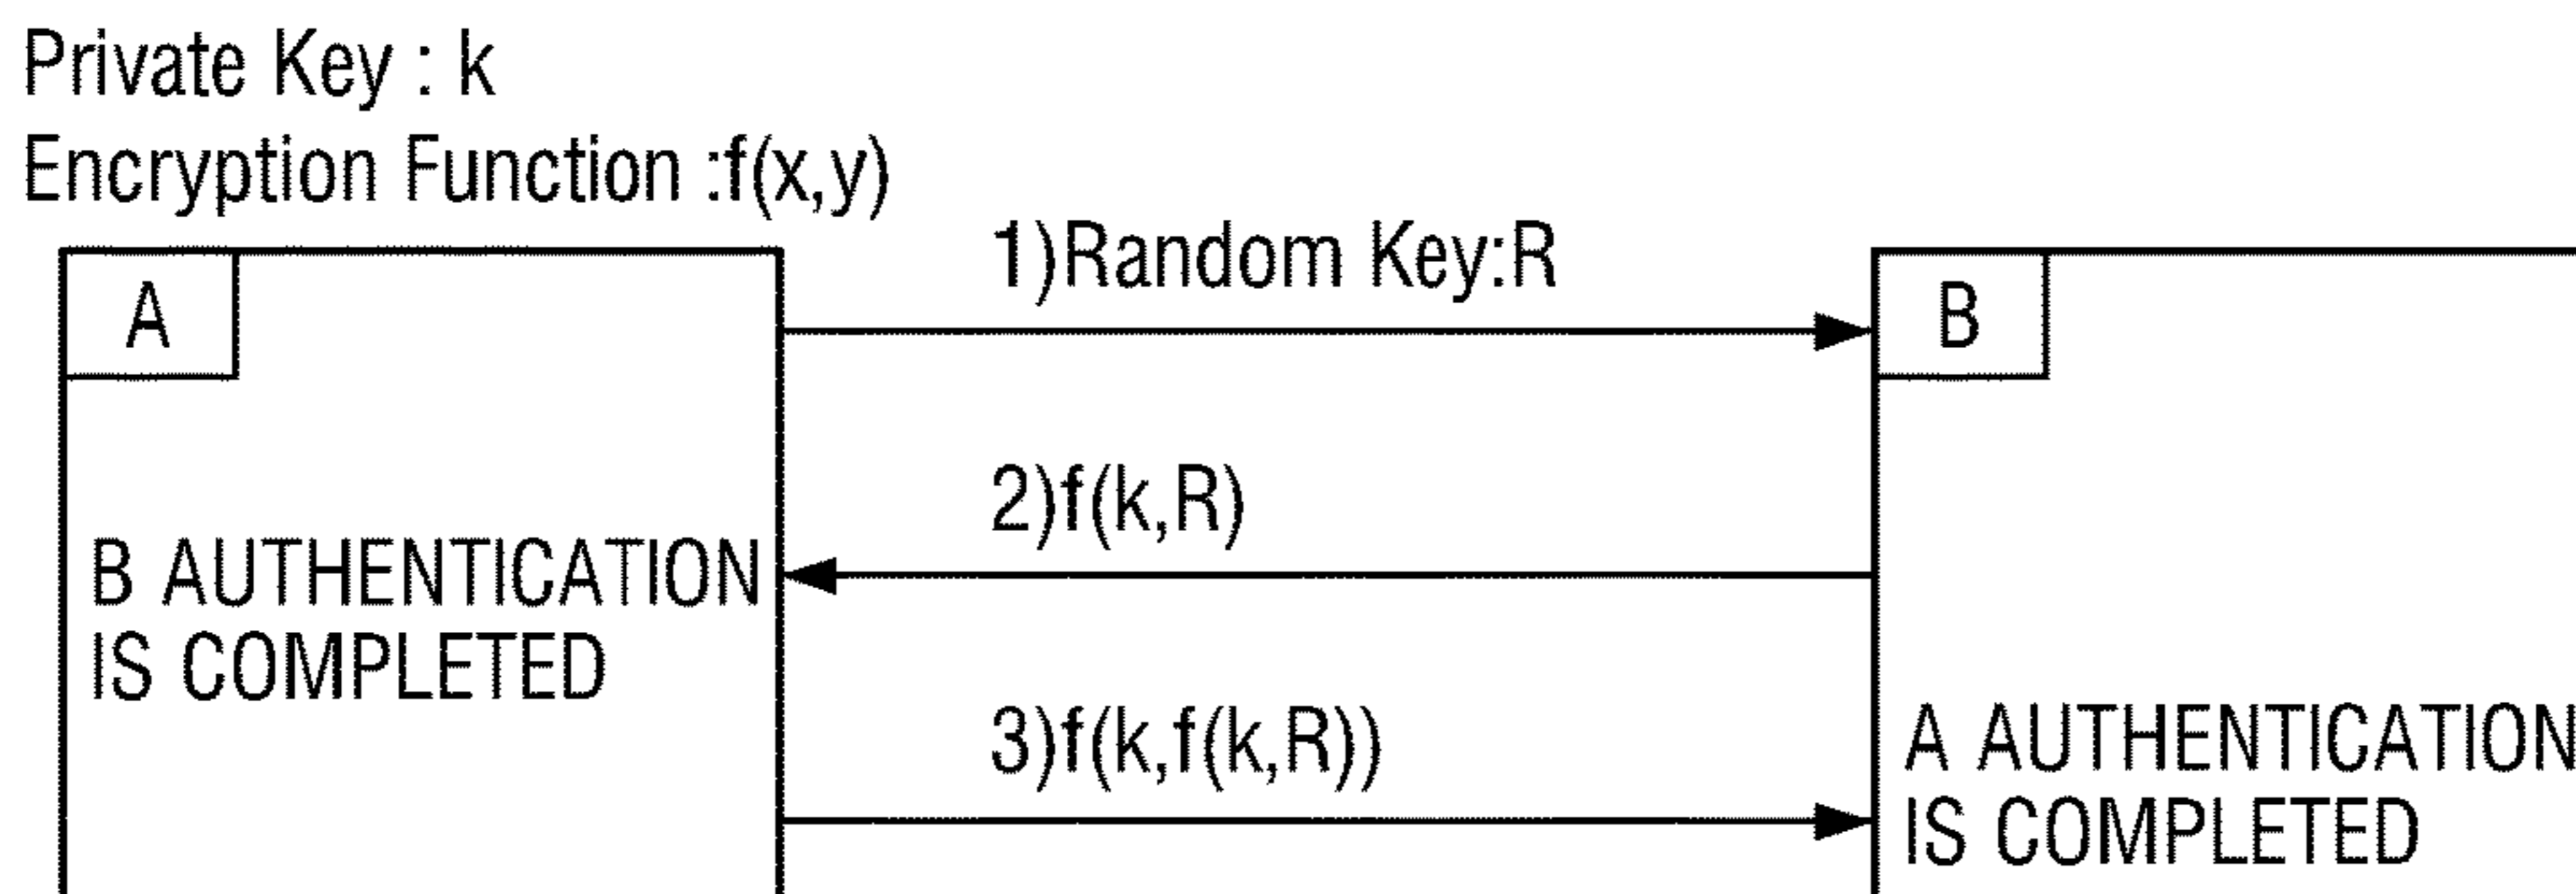 Private Key : k
Encryption Function :f(x,y)
1)Random Key:R
A
B
2)f(k,R)
B AUTHENTICATION
IS COMPLETED
3)f(k,f(k,R))
A AUTHENTICATION
IS COMPLETED